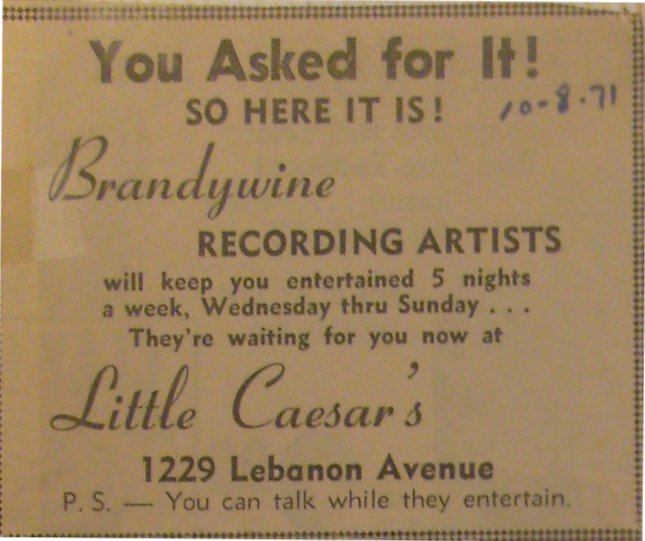 You Asked for It!
SO HERE IT IS!
10-8-71
Brandywine
RECORDING ARTISTS
will keep you entertained 5 nights
a week, Wednesday thru Sunday . . .
They're waiting for you now at
Little Caesar's
1229 Lebanon Avenue
P. S. — You can talk while they entertain.